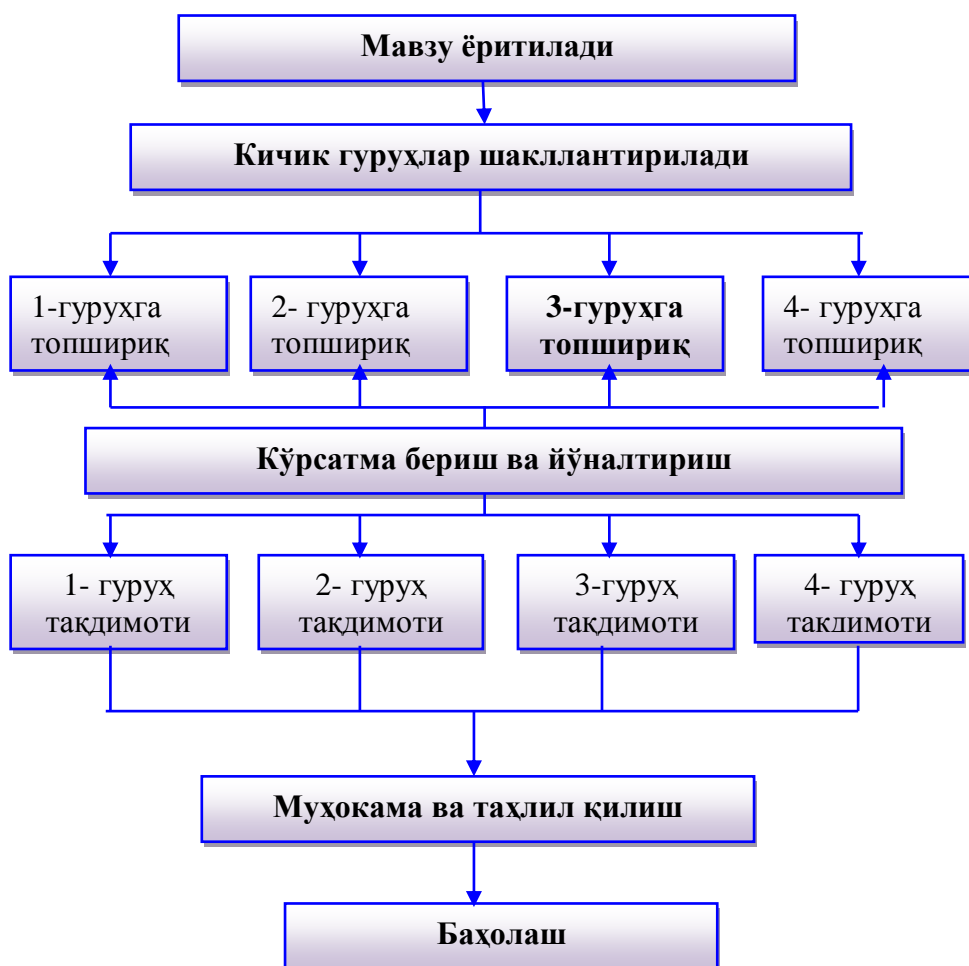 Мавзу ёритилади
Кичик гуруҳлар шакллантирилади
1-гуруҳга
топшириқ
2- гуруҳга
топшириқ
3-гуруҳга
топшириқ
4- гуруҳга
топшириқ
Кўрсатма бериш ва йўналтириш
1- гуруҳ
тақдимоти
2- гуруҳ
тақдимоти
3-гуруҳ
тақдимоти
4- гуруҳ
тақдимоти
Муҳокама ва таҳлил қилиш
Баҳолаш